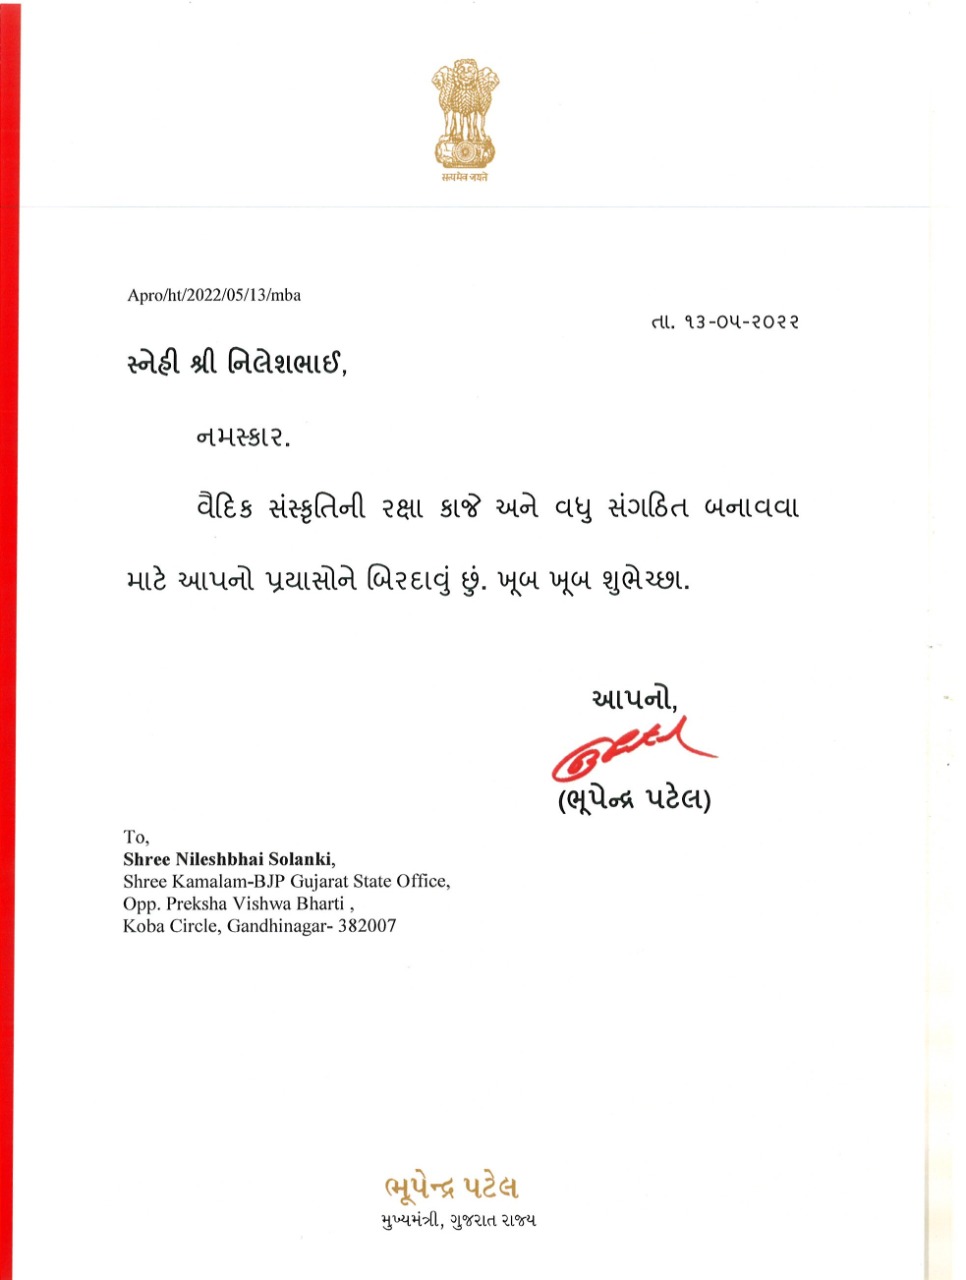 सत्यमेव जयते
Apro/ht/2022/05/13/mba
તા. ૧૩-૦૫-૨૦૨૨
સ્નેહી શ્રી નિલેશભાઈ,
નમસ્કાર.
વૈદિક સંસ્કૃતિની રક્ષા કાજે અને વધુ સંગઠિત બનાવવા
માટે આપનો પ્રયાસોને બિરદાવું છું. ખૂબ ખૂબ શુભેચ્છા.
આપનો,
(ભૂપેન્દ્ર પટેલ)
To,
Shree Nileshbhai Solanki,
Shree Kamalam-BJP Gujarat State Office,
Opp. Preksha Vishwa Bharti ,
Koba Circle, Gandhinagar- 382007
ભૂપેન્દ્ર પટેલ
મુખ્યમંત્રી, ગુજરાત રાજ્ય